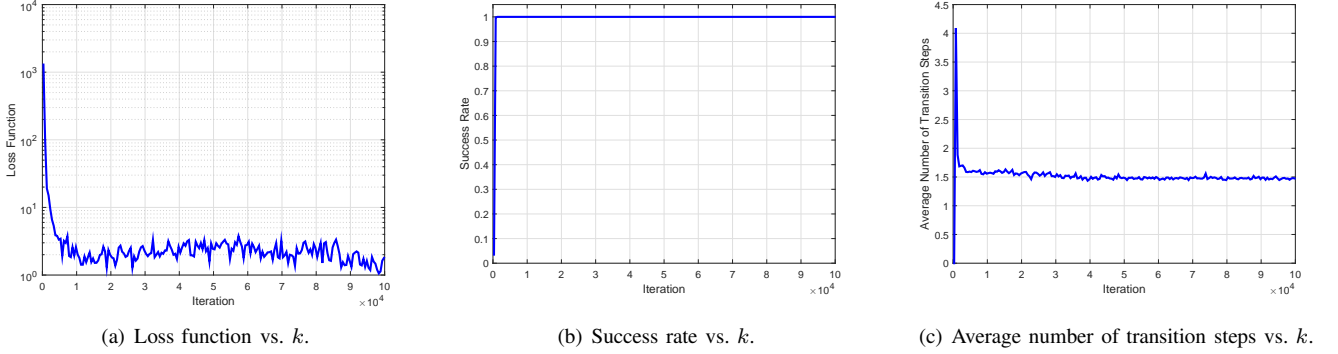 10^4
10^3
10^2
10^1
10^0
Loss Function
0 1 2 3 4 5 6 7 8 9 10
Iteration
×10^4
(a) Loss function vs. k.
1
0.9
0.8
0.7
0.6
0.5
0.4
0.3
0.2
0.1
0
Success Rate
0 1 2 3 4 5 6 7 8 9 10
Iteration
×10^4
(b) Success rate vs. k.
4.5
4
3.5
3
2.5
2
1.5
1
0.5
0
Average Number of Transition Steps
0 1 2 3 4 5 6 7 8 9 10
Iteration
×10^4
(c) Average number of transition steps vs. k.